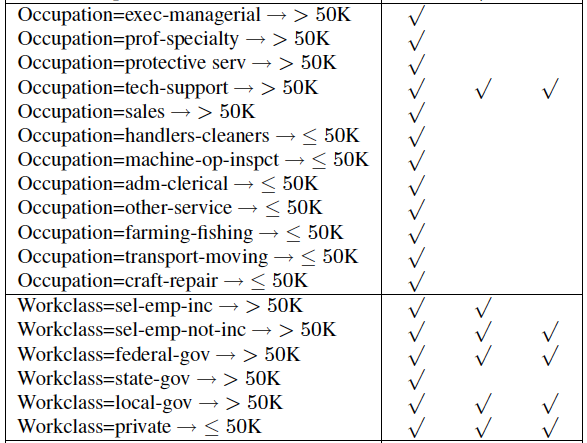 Occupation=exec-managerial → > 50K √
Occupation=prof-specialty → > 50K √
Occupation=protective serv → > 50K √
Occupation=tech-support → > 50K √ √ √
Occupation=sales → > 50K √
Occupation=handlers-cleaners → ≤ 50K √
Occupation=machine-op-inspct → ≤ 50K √
Occupation=adm-clerical → ≤ 50K √
Occupation=other-service → ≤ 50K √
Occupation=farming-fishing → ≤ 50K √
Occupation=transport-moving → ≤ 50K √
Occupation=craft-repair → ≤ 50K √
Workclass=sel-emp-inc → > 50K √ √
Workclass=sel-emp-not-inc → > 50K √ √ √
Workclass=federal-gov → > 50K √ √ √
Workclass=state-gov → > 50K √
Workclass=local-gov → > 50K √ √ √
Workclass=private → ≤ 50K √ √ √